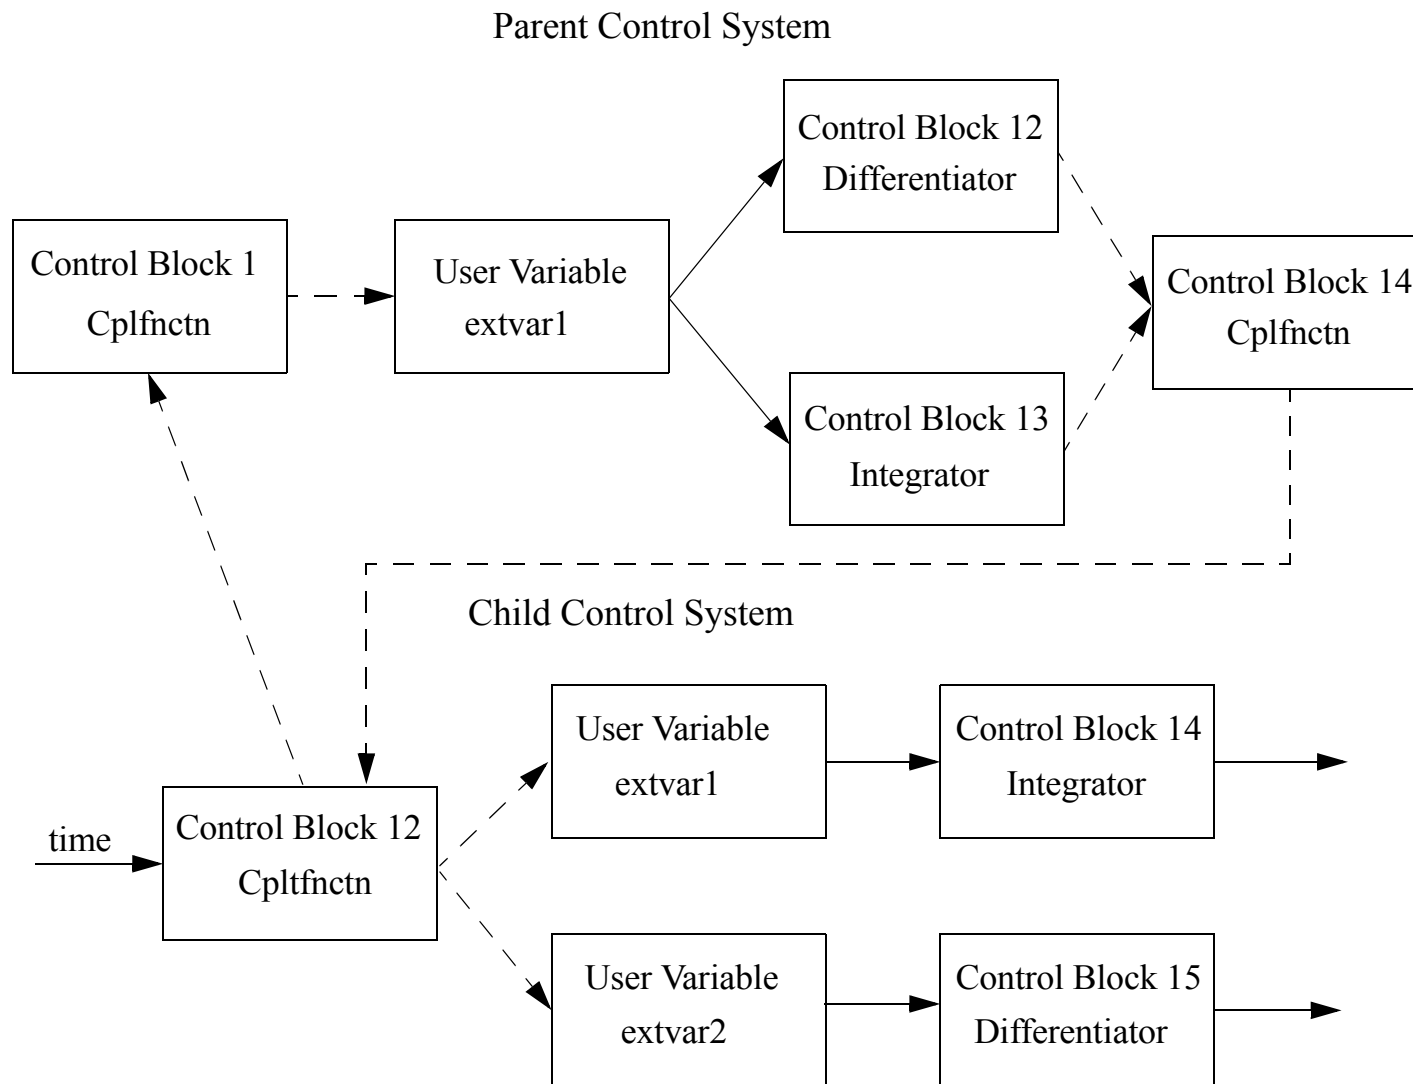 Parent Control System
Control Block 12
Differentiator
Control Block 1
Cplfnctn
User Variable
extvar1
Control Block 14
Cplfnctn
Control Block 13
Integrator
Child Control System
User Variable
extvar1
Control Block 14
Integrator
time
Control Block 12
Cpltfnctn
User Variable
extvar2
Control Block 15
Differentiator